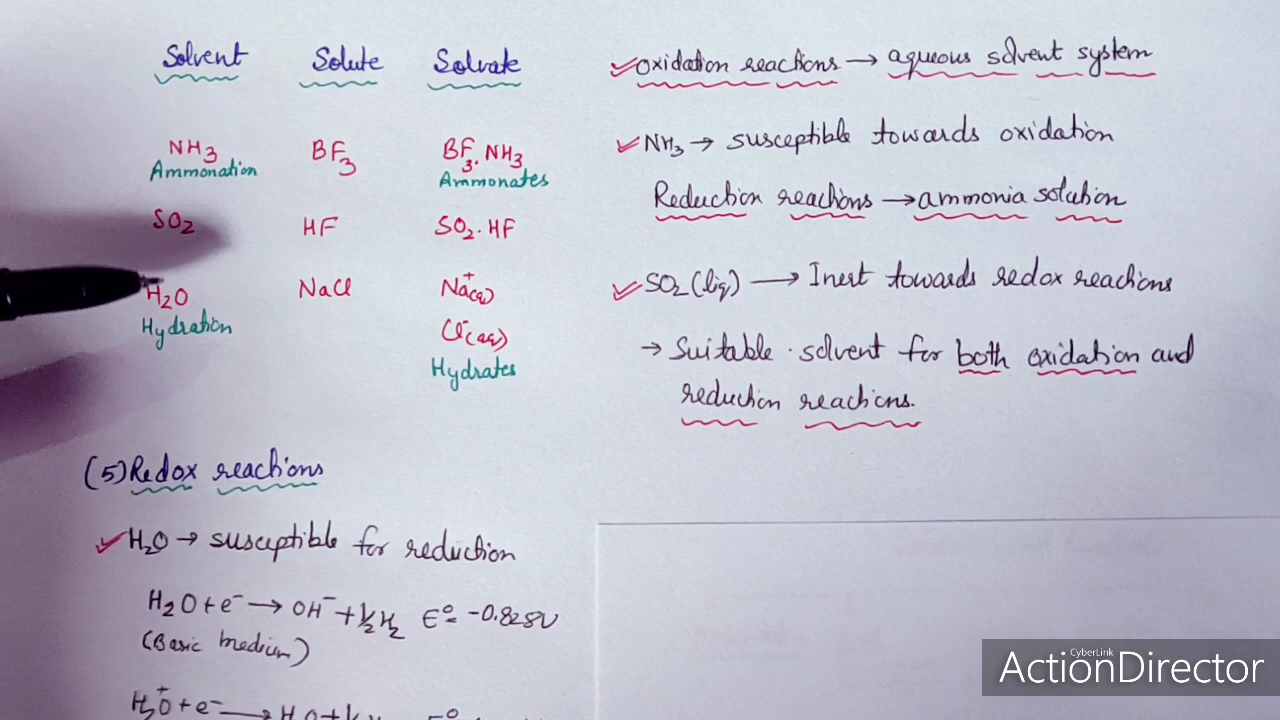 Solvent Solute Solvate
NH3 BF3 BF3.NH3
Ammonation Ammonates
SO2 HF SO2.HF
H2O NaCl Na+(aq)
Hydration Cl-(aq)
Hydrates
(5) Redox reactions
H2O → susceptible for reduction
H2O + e- → OH- + 1/2 H2 E° = -0.828V
(Basic medium)
H3O+ + e- →
Oxidation reactions → aqueous solvent system
NH3 → susceptible towards oxidation
Reduction reactions → ammonia solution
SO2 (liq) → Inert towards redox reactions
→ Suitable solvent for both oxidation and
reduction reactions.
CyberLink
ActionDirector